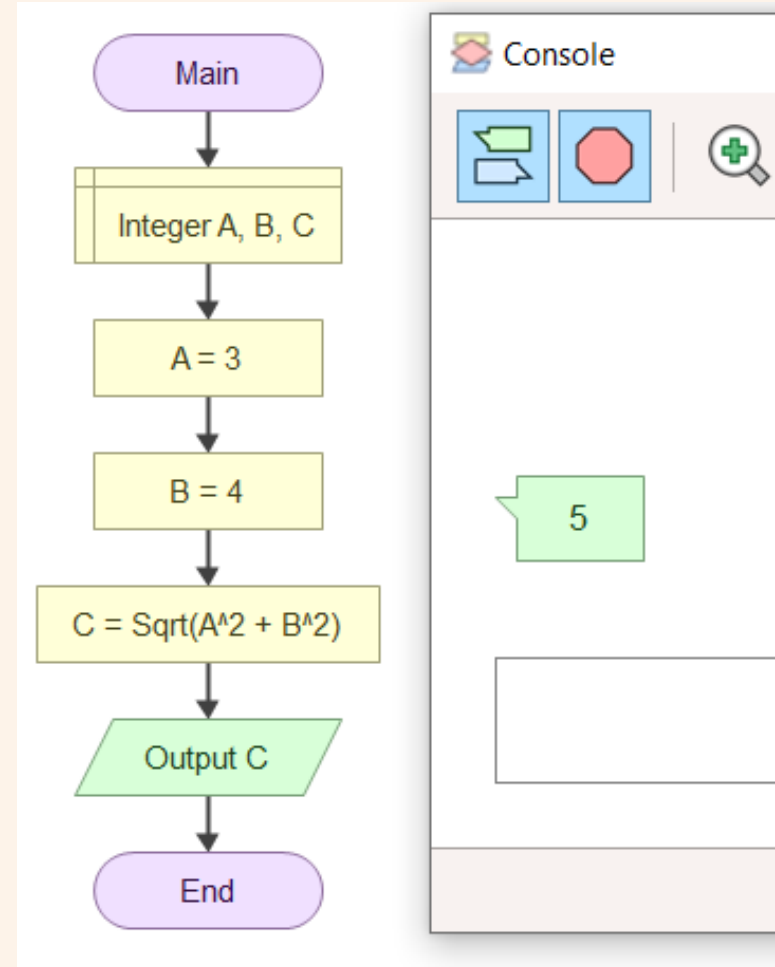 Main
Integer A, B, C
A = 3
B = 4
C = Sqrt(A^2 + B^2)
Output C
End
Console
5